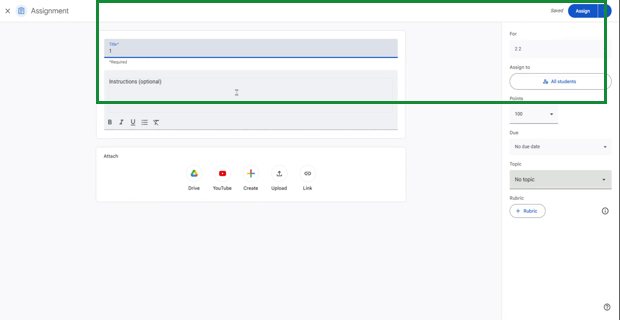 Assignment
Saved
Assign
Title*
1
*Required
Instructions (optional)
B I U
Attach
Drive
YouTube
Create
Upload
Link
For
2 2
Assign to
All students
Points
100
Due
No due date
Topic
No topic
Rubric
+ Rubric